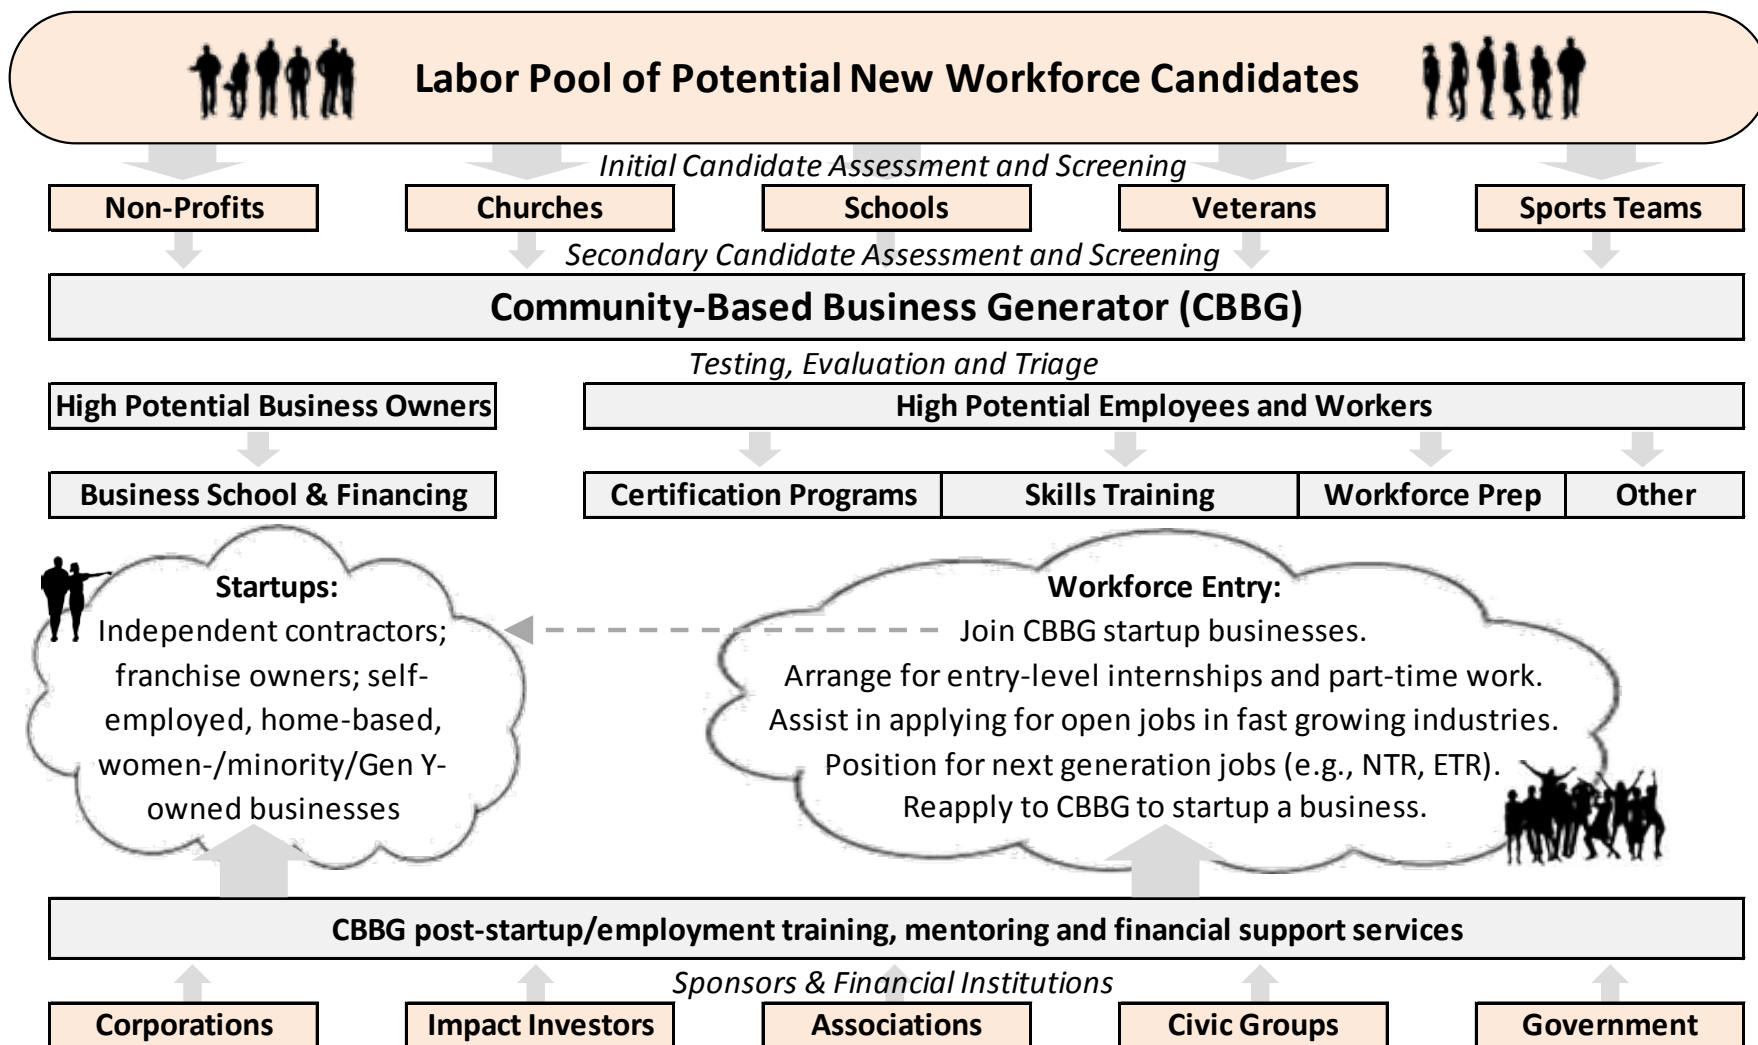 Labor Pool of Potential New Workforce Candidates
Initial Candidate Assessment and Screening
Non-Profits
Churches
Schools
Veterans
Sports Teams
Secondary Candidate Assessment and Screening
Community-Based Business Generator (CBBG)
Testing, Evaluation and Triage
High Potential Business Owners
High Potential Employees and Workers
Business School & Financing
Certification Programs
Skills Training
Workforce Prep
Other
Startups:
Independent contractors;
franchise owners; self-
employed, home-based,
women-/minority/Gen Y-
owned businesses
Workforce Entry:
Join CBBG startup businesses.
Arrange for entry-level internships and part-time work.
Assist in applying for open jobs in fast growing industries.
Position for next generation jobs (e.g., NTR, ETR).
Reapply to CBBG to startup a business.
CBBG post-startup/employment training, mentoring and financial support services
Sponsors & Financial Institutions
Corporations
Impact Investors
Associations
Civic Groups
Government